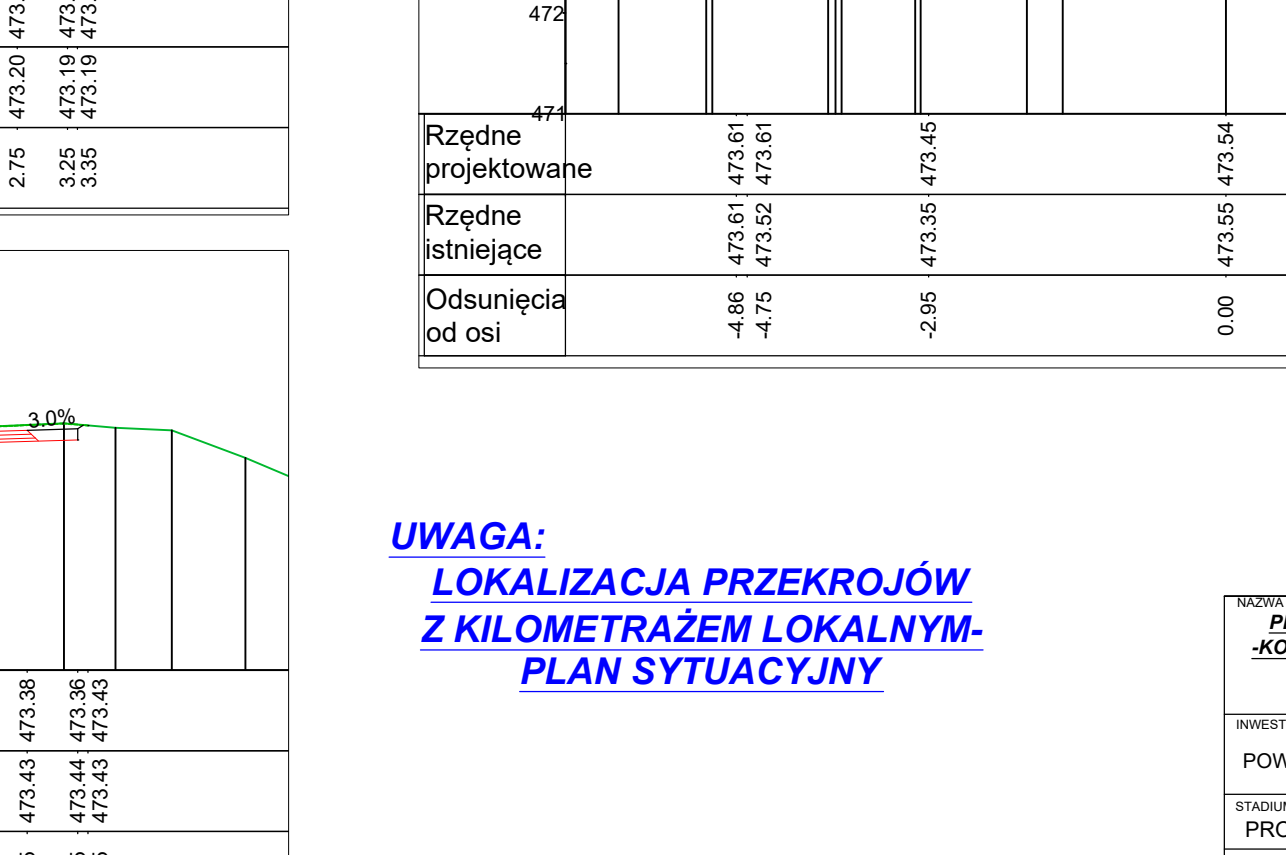 473.20 473.19 473.19
2.75 3.25 3.35
3.0%
473.38 473.36 473.43
473.43 473.44 473.43
472
471
Rzędne
projektowane
473.61 473.61 473.45 473.54
Rzędne
istniejące
473.61 473.52 473.35 473.55
Odsunięcia
od osi
-4.86 -4.75 -2.95 0.00
UWAGA:
LOKALIZACJA PRZEKROJÓW
Z KILOMETRAŻEM LOKALNYM-
PLAN SYTUACYJNY
NAZWA